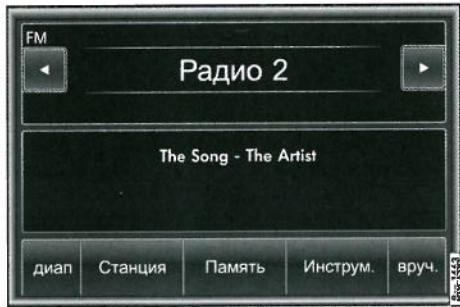 FM
Радио 2
The Song - The Artist
диап Станция Память Инструм. вруч.